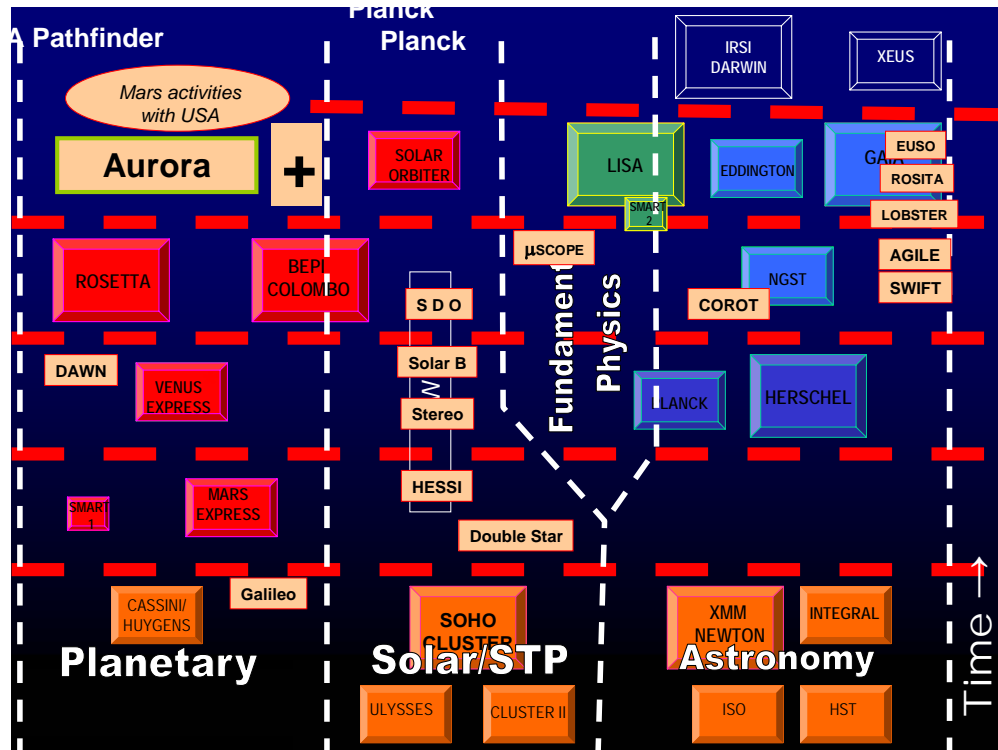 Planck
A Pathfinder
Planck
IRSI
DARWIN
XEUS
Mars activities
with USA
Aurora
+
SOLAR
ORBITER
LISA
SMART
2
EDDINGTON
GAIA
EUSO
ROSITA
LOBSTER
ROSETTA
BEPI
COLOMBO
µSCOPE
S D O
NGST
COROT
AGILE
SWIFT
Fundament
Physics
DAWN
VENUS
EXPRESS
Solar B
W
Stereo
PLANCK
HERSCHEL
SMART
1
MARS
EXPRESS
HESSI
Double Star
CASSINI/
HUYGENS
Galileo
SOHO
CLUSTER
XMM
NEWTON
INTEGRAL
Planetary
Solar/STP
Astronomy
Time →
ULYSSES
CLUSTER II
ISO
HST